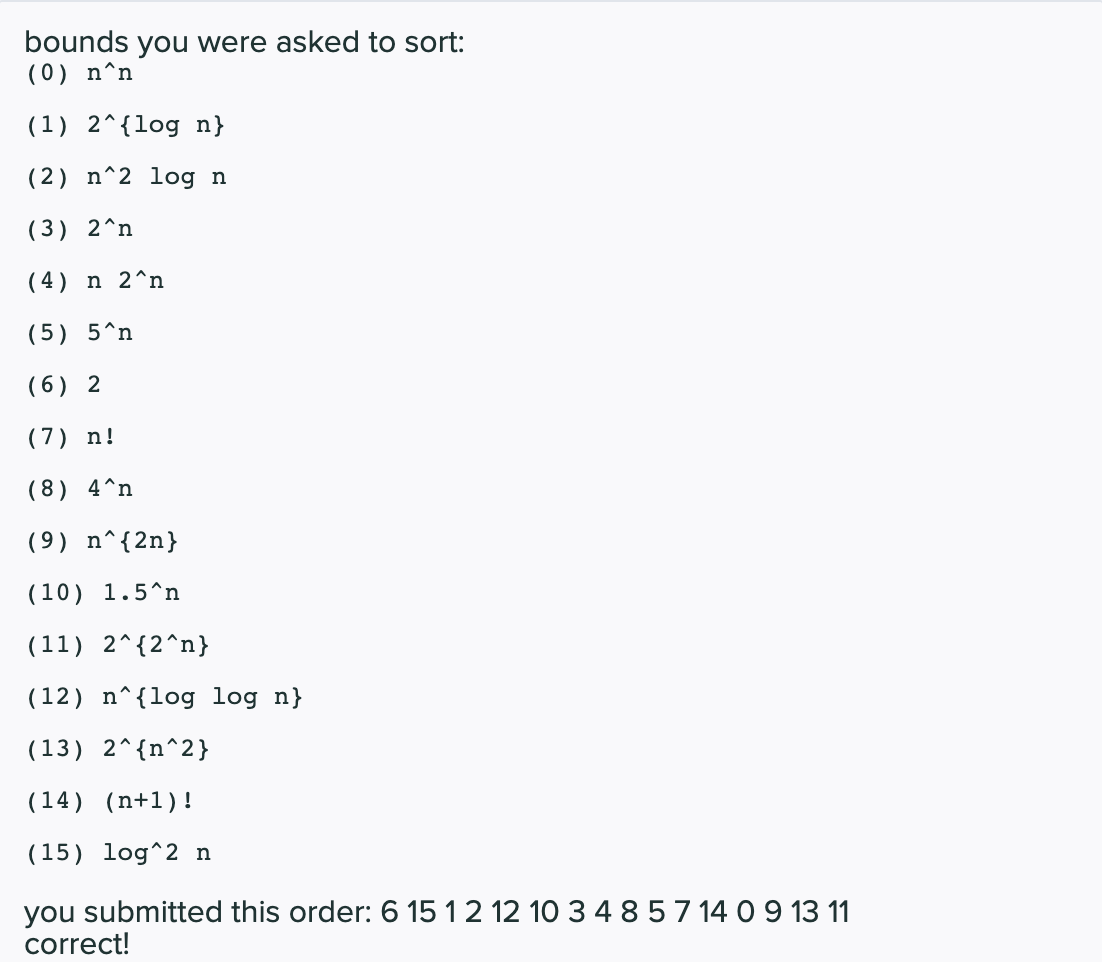 bounds you were asked to sort:
(0) n^n
(1) 2^{log n}
(2) n^2 log n
(3) 2^n
(4) n 2^n
(5) 5^n
(6) 2
(7) n!
(8) 4^n
(9) n^{2n}
(10) 1.5^n
(11) 2^{2^n}
(12) n^{log log n}
(13) 2^{n^2}
(14) (n+1)!
(15) log^2 n
you submitted this order: 6 15 1 2 12 10 3 4 8 5 7 14 0 9 13 11
correct!